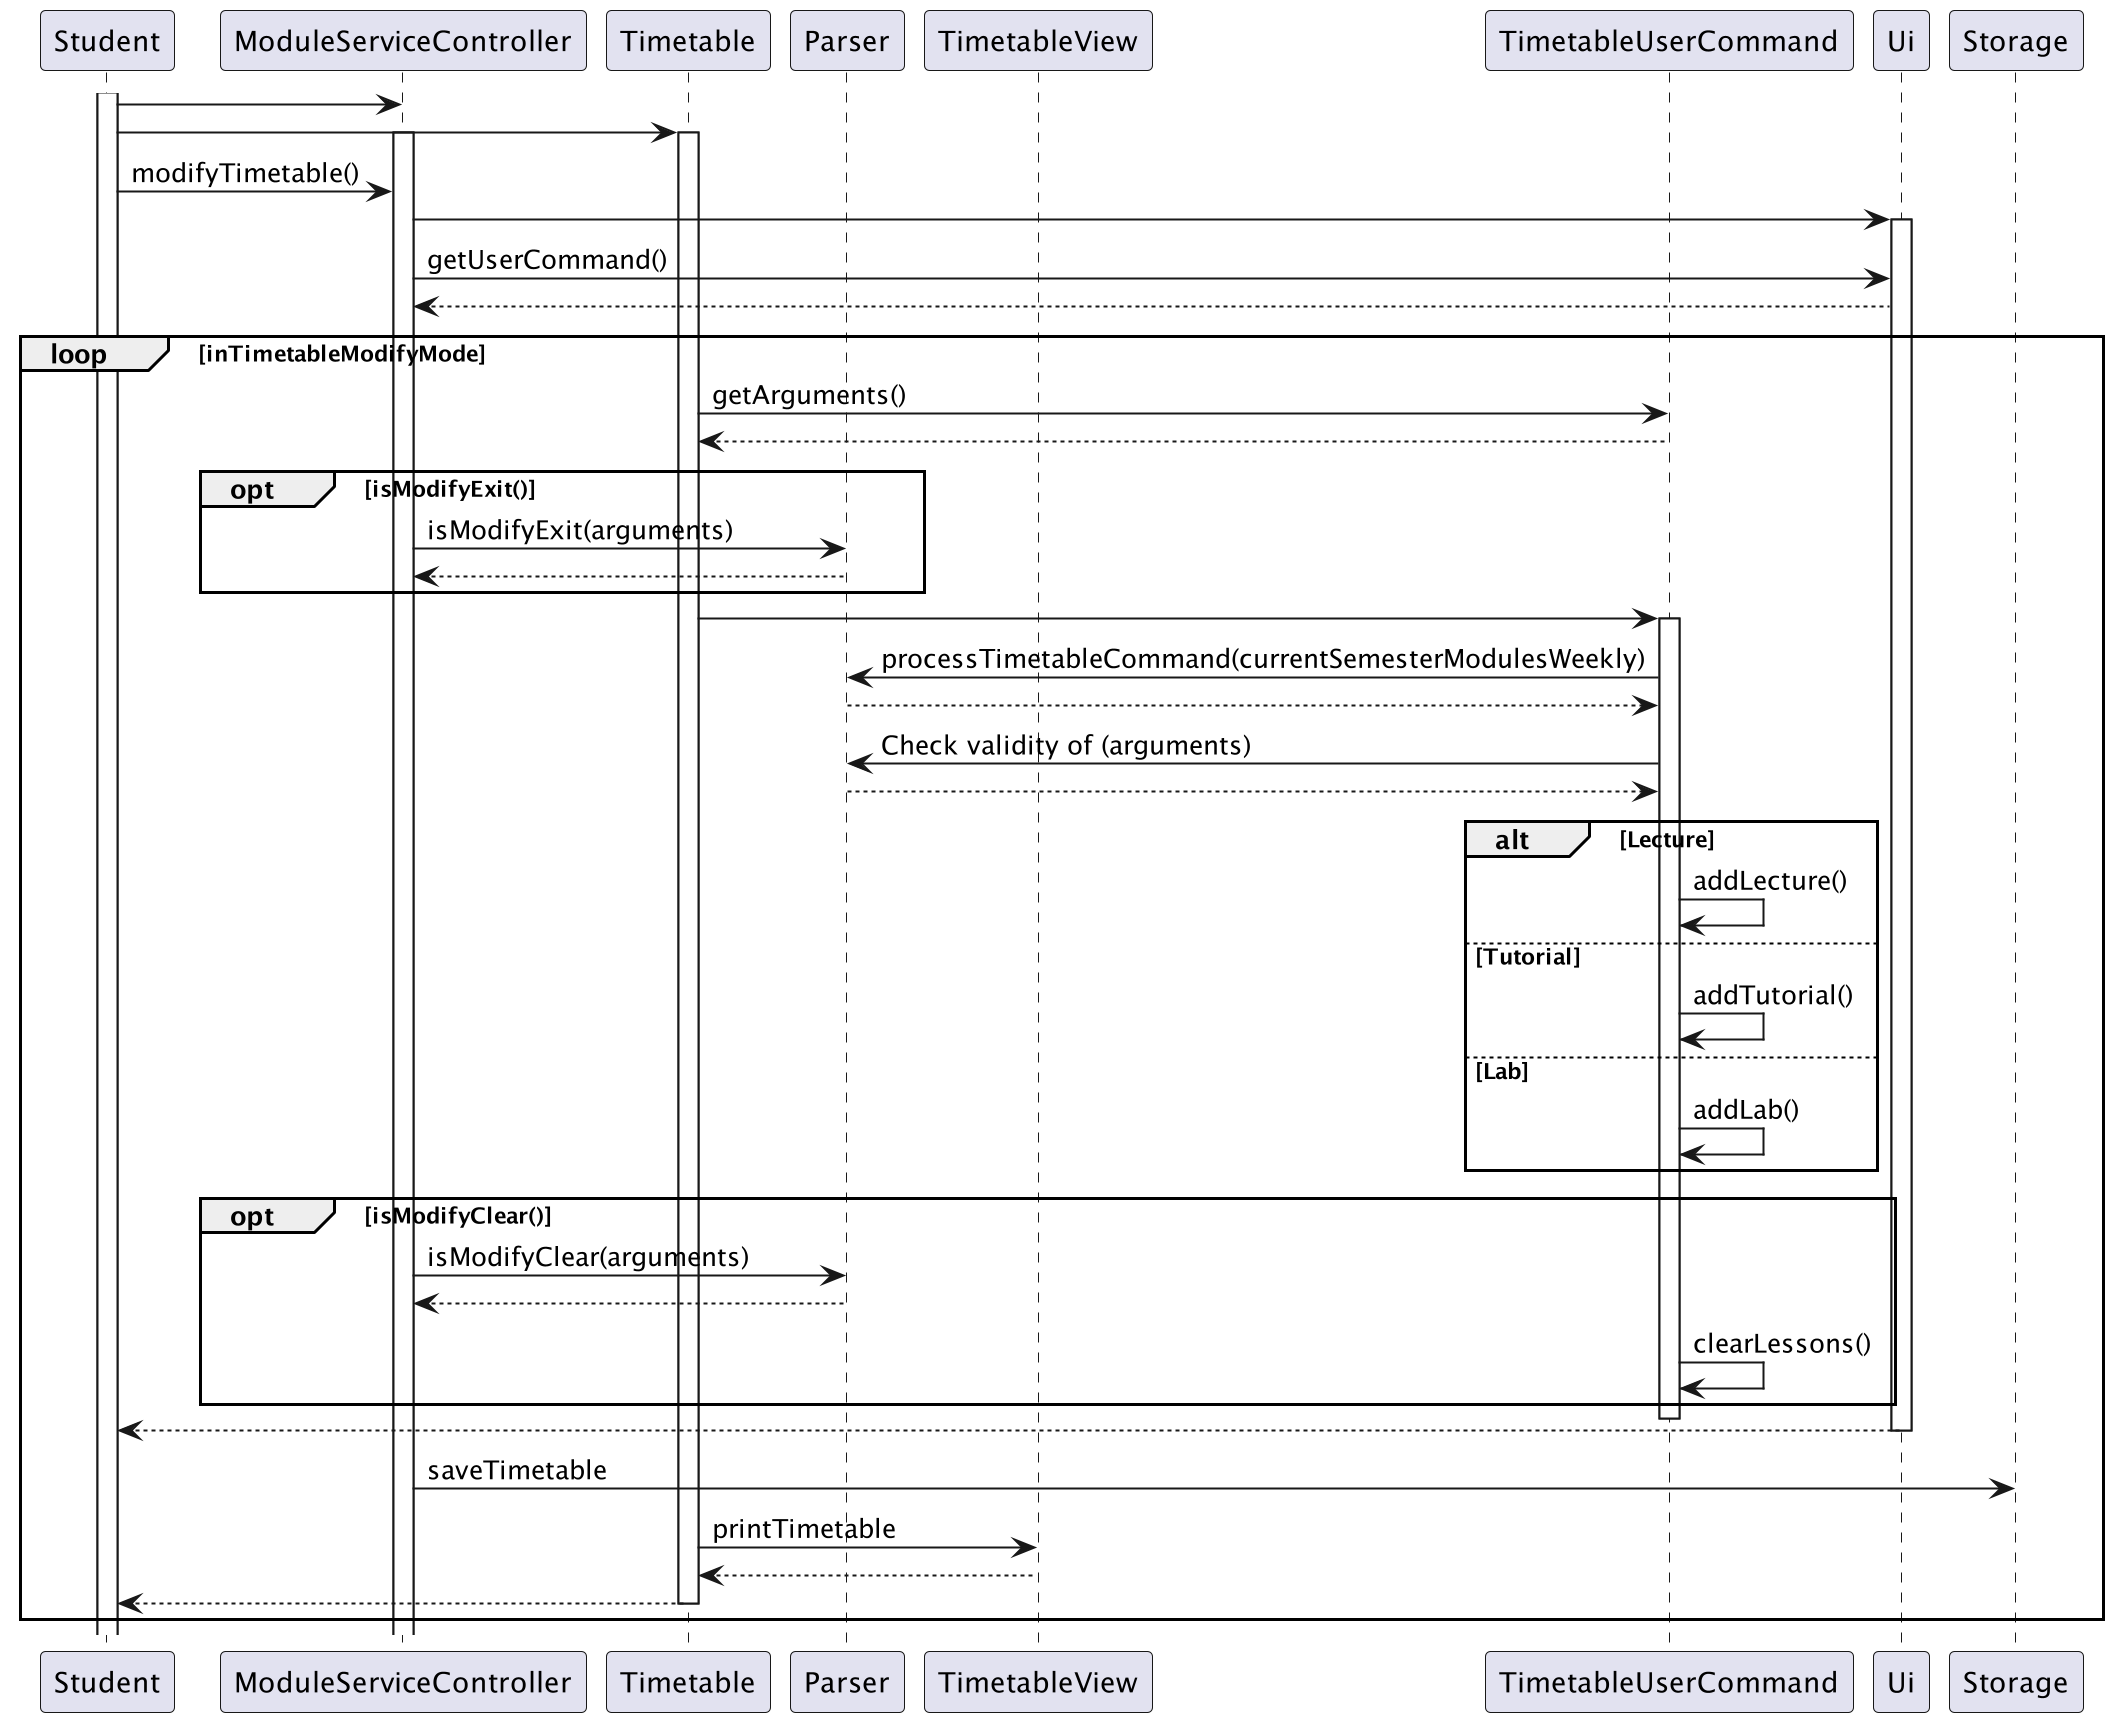 Student
ModuleServiceController
Timetable
Parser
TimetableView
TimetableUserCommand
Ui
Storage
modifyTimetable()
getUserCommand()
loop
[inTimetableModifyMode]
getArguments()
opt
[isModifyExit()]
isModifyExit(arguments)
processTimetableCommand(currentSemesterModulesWeekly)
Check validity of (arguments)
alt
[Lecture]
addLecture()
[Tutorial]
addTutorial()
[Lab]
addLab()
opt
[isModifyClear()]
isModifyClear(arguments)
clearLessons()
saveTimetable
printTimetable
Student
ModuleServiceController
Timetable
Parser
TimetableView
TimetableUserCommand
Ui
Storage